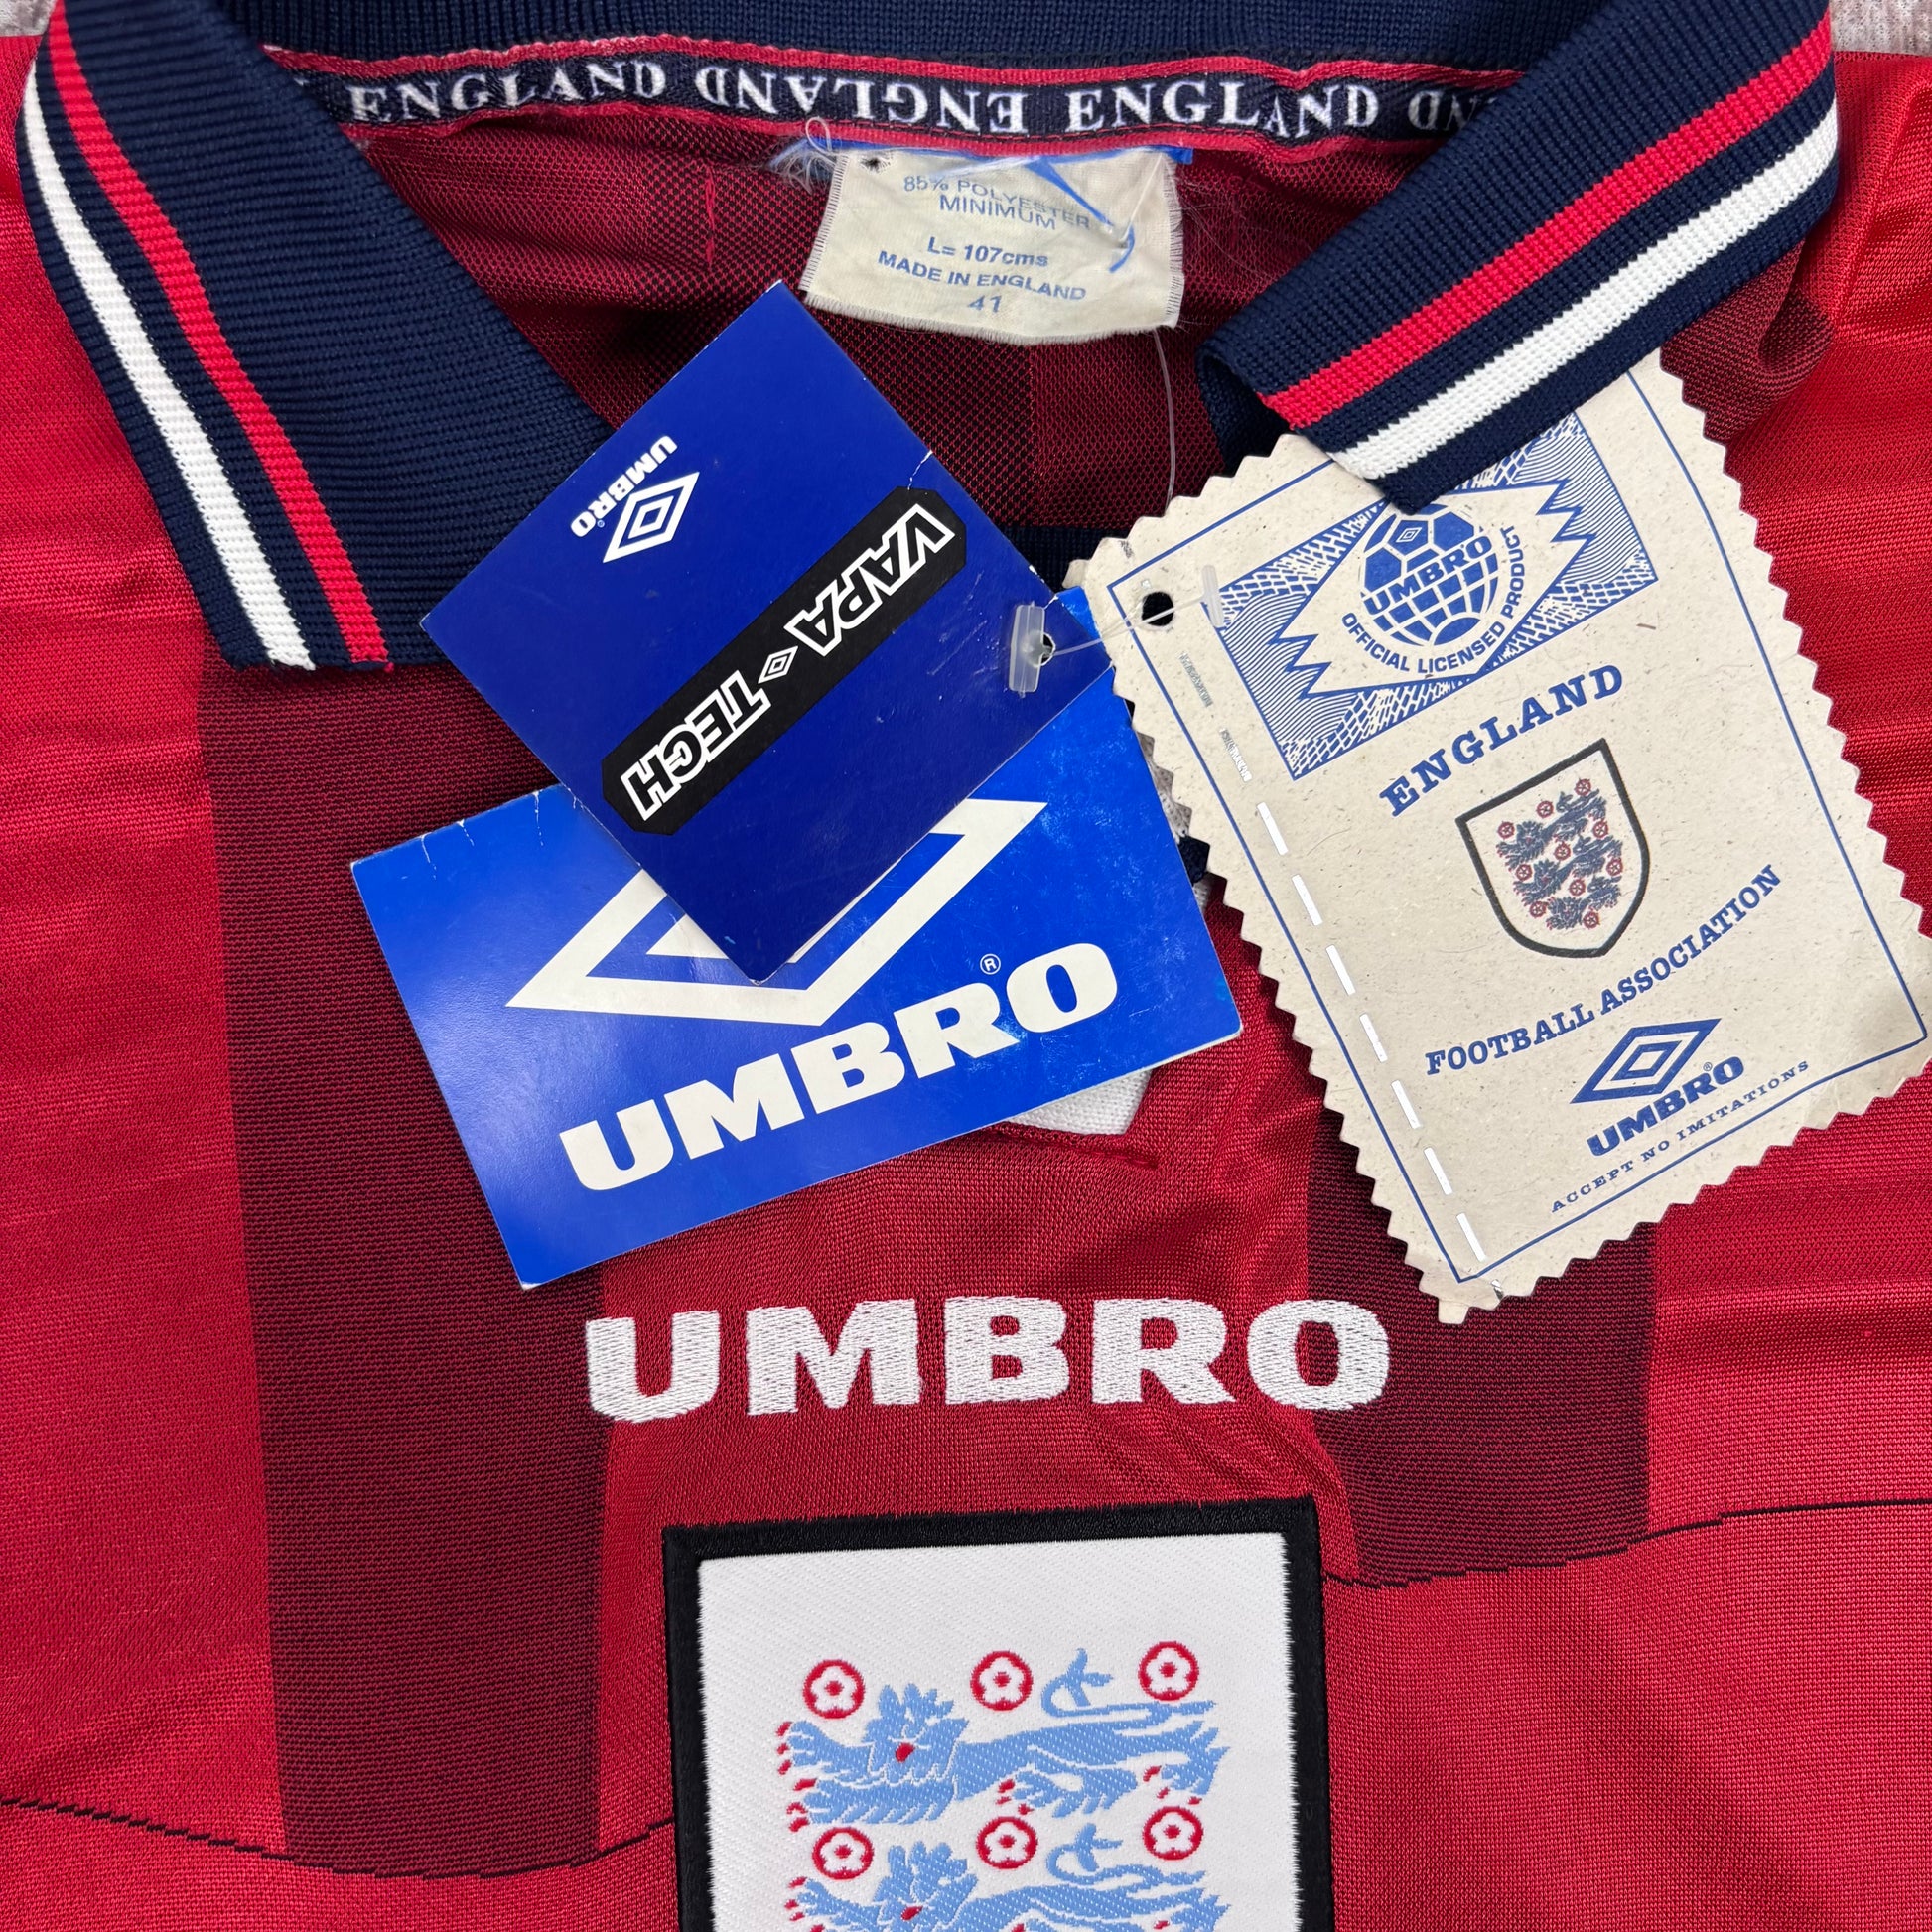 ENGLAND ENGLAND ENGLAND
85% POLYESTER
MINIMUM
L= 107cms
MADE IN ENGLAND
41
UMBRO®
VAPA TECH
UMBRO®
UMBRO
OFFICIAL LICENSED PRODUCT
ENGLAND
FOOTBALL ASSOCIATION
UMBRO®
ACCEPT NO IMITATIONS
UMBRO